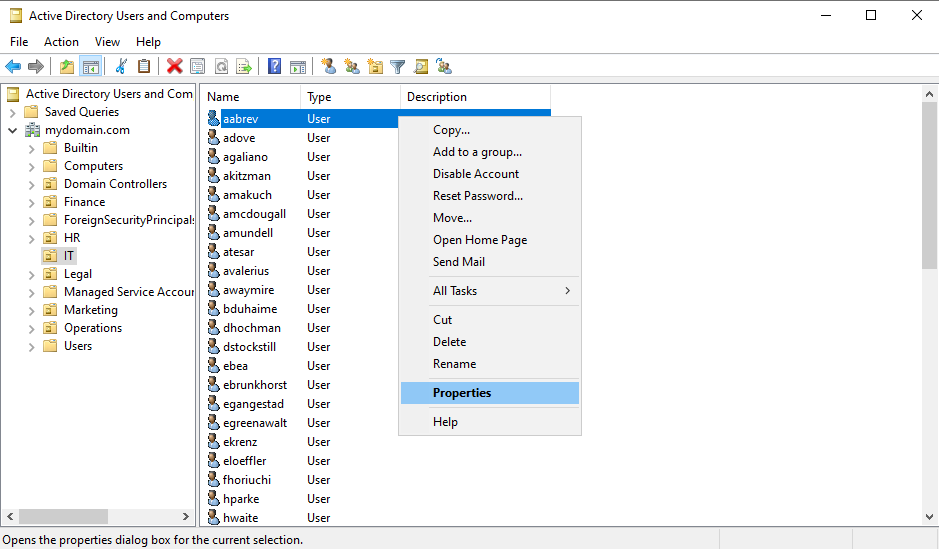 Active Directory Users and Computers
File Action View Help
Active Directory Users and Com
Saved Queries
mydomain.com
Builtin
Computers
Domain Controllers
Finance
ForeignSecurityPrincipals
HR
IT
Legal
Managed Service Accour
Marketing
Operations
Users
Name Type Description
aabrev User
adove User
agaliano User
akitzman User
amakuch User
amcdougall User
amundell User
atesar User
avalerius User
awaymire User
bduhaime User
dhochman User
dstockstill User
ebea User
ebrunkhorst User
egangestad User
egreenawalt User
ekrenz User
eloeffler User
fhoriuchi User
hparke User
hwaite User
Copy...
Add to a group...
Disable Account
Reset Password...
Move...
Open Home Page
Send Mail
All Tasks
Cut
Delete
Rename
Properties
Help
Opens the properties dialog box for the current selection.